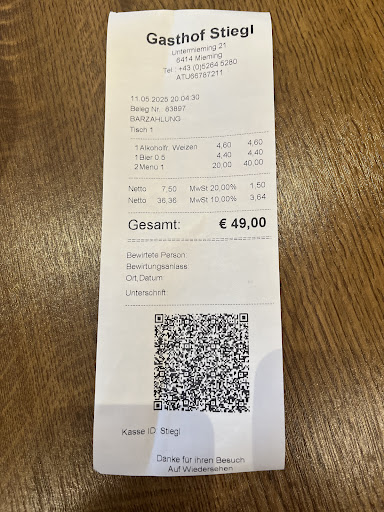 Gasthof Stiegl
Untermieming 21
6414 Mieming
Tel.: +43 (0)5264 5280
ATU66787211
11.05.2025 20:04:30
Beleg Nr. 83897
BARZAHLUNG
Tisch 1
1 Alkoholfr. Weizen 4,60 4,60
1 Bier 0.5 4,40 4,40
2 Menü 1 20,00 40,00
Netto 7,50 MwSt 20,00% 1,50
Netto 36,36 MwSt 10,00% 3,64
Gesamt: € 49,00
Bewirtete Person:
Bewirtungsanlass:
Ort,Datum
Unterschrift:
Kasse ID: Stiegl
Danke für ihren Besuch
Auf Wiedersehen